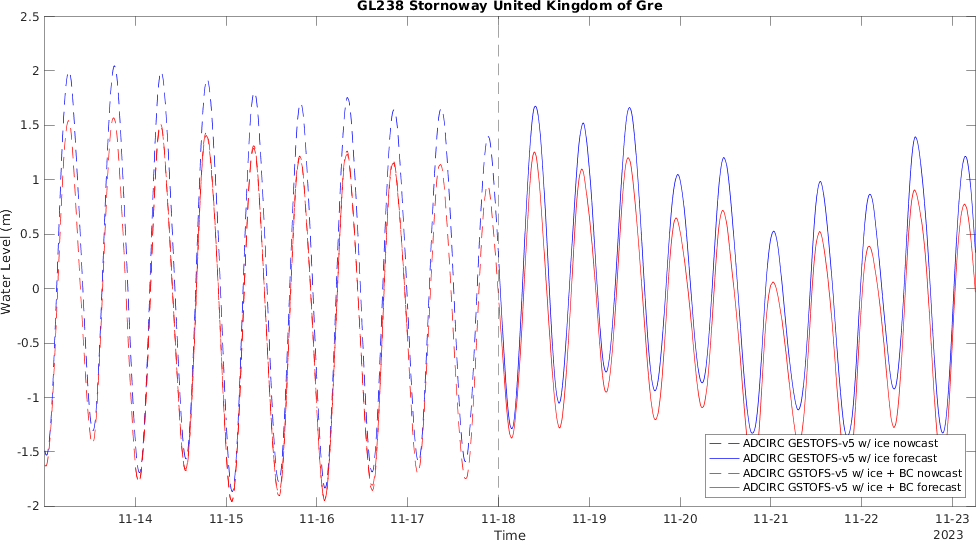 GL238 Stornoway United Kingdom of Gre
2.5
2
1.5
1
0.5
0
-0.5
-1
-1.5
-2
Water Level (m)
ADCIRC GESTOFS-v5 w/ ice nowcast
ADCIRC GESTOFS-v5 w/ ice forecast
ADCIRC GSTOFS-v5 w/ ice + BC nowcast
ADCIRC GSTOFS-v5 w/ ice + BC forecast
11-14 11-15 11-16 11-17 11-18 11-19 11-20 11-21 11-22 11-23
Time 2023